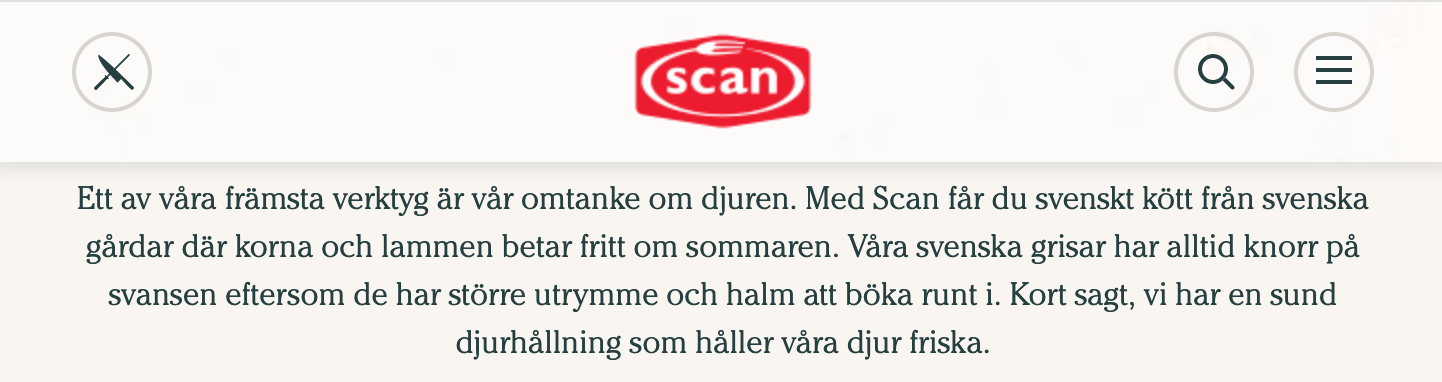 scan
Ett av våra främsta verktyg är vår omtanke om djuren. Med Scan får du svenskt kött från svenska
gårdar där korna och lammen betar fritt om sommaren. Våra svenska grisar har alltid knorr på
svansen eftersom de har större utrymme och halm att böka runt i. Kort sagt, vi har en sund
djurhållning som håller våra djur friska.